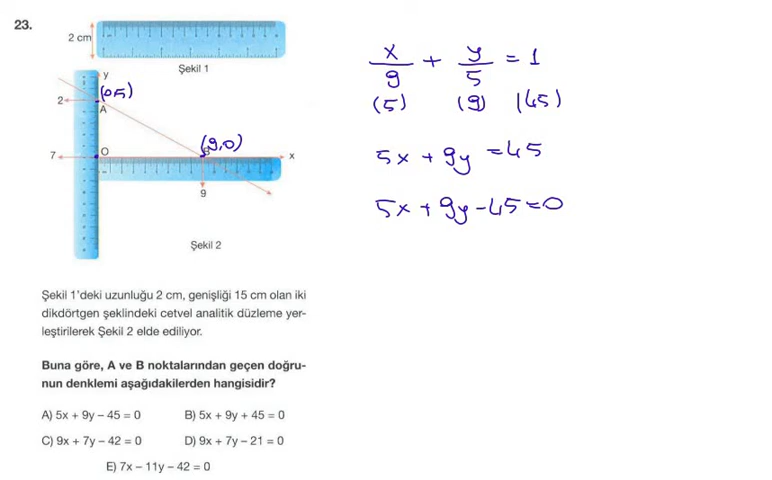 23.
2 cm
Şekil 1
y
(0,5)
2
A
(9,0)
7
O
B
x
9
Şekil 2
x/9 + y/5 = 1
(5) (9) (45)
5x + 9y = 45
5x + 9y - 45 = 0
Şekil 1'deki uzunluğu 2 cm, genişliği 15 cm olan iki
dikdörtgen şeklindeki cetvel analitik düzleme yer-
leştirilerek Şekil 2 elde ediliyor.
Buna göre, A ve B noktalarından geçen doğru-
nun denklemi aşağıdakilerden hangisidir?
A) 5x + 9y – 45 = 0 B) 5x + 9y + 45 = 0
C) 9x + 7y – 42 = 0 D) 9x + 7y – 21 = 0
E) 7x – 11y – 42 = 0